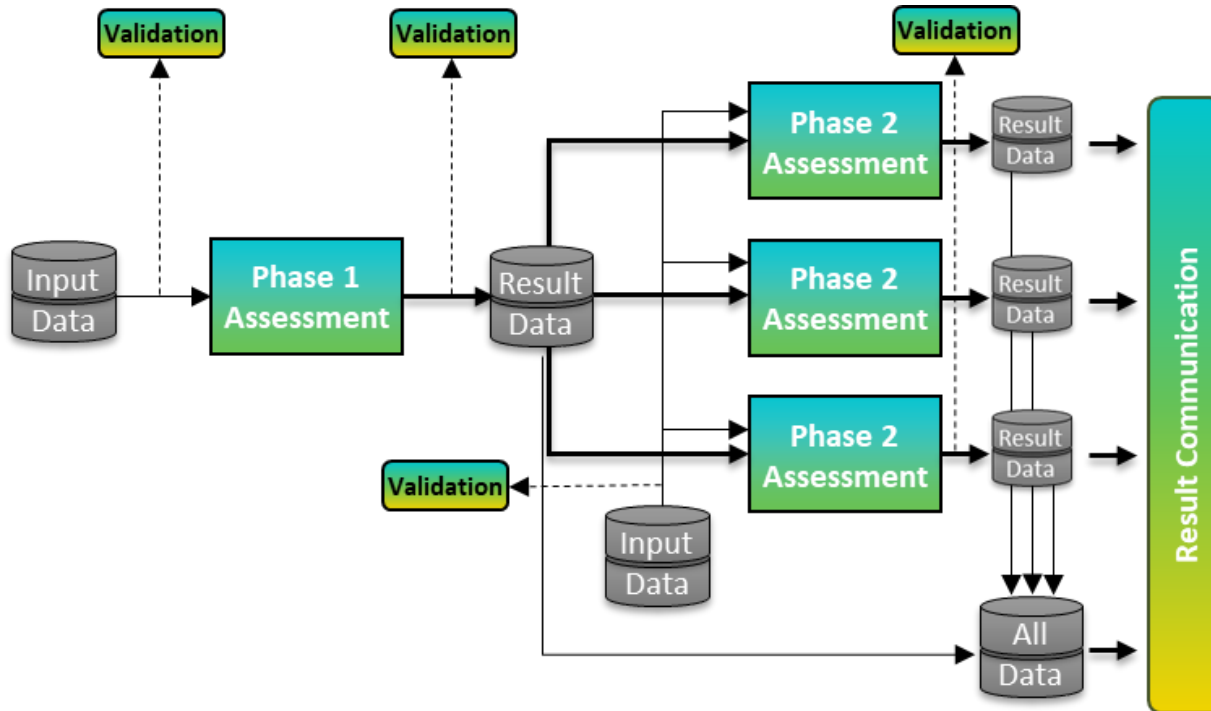 Validation
Validation
Validation
Phase 2
Assessment
Result
Data
Input
Data
Phase 1
Assessment
Result
Data
Phase 2
Assessment
Result
Data
Phase 2
Assessment
Result
Data
Validation
Input
Data
All
Data
Result Communication